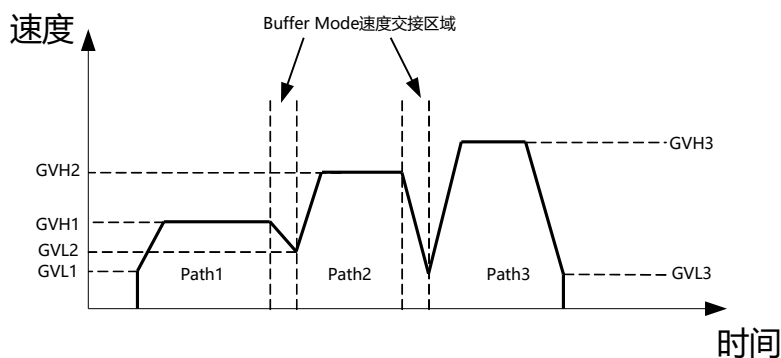 Buffer Mode速度交接区域
速度
GVH3
GVH2
GVH1
GVL2
GVL1
Path1
Path2
Path3
GVL3
时间